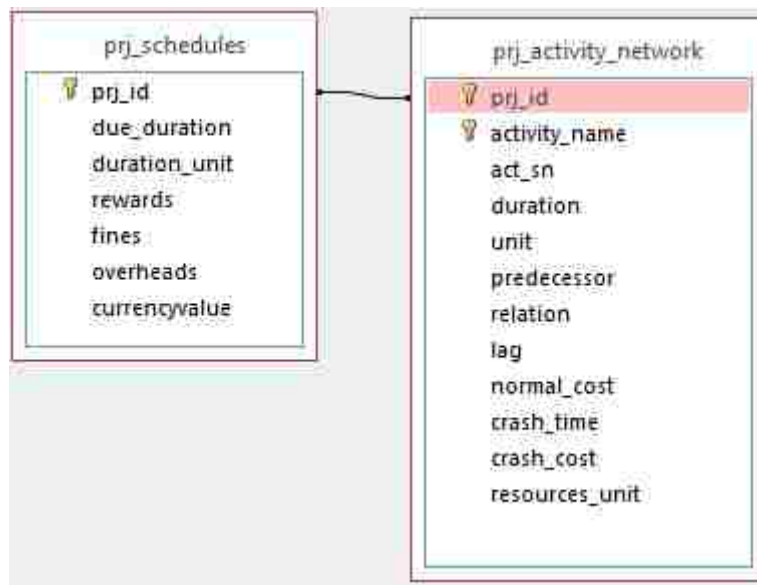 prj_schedules
prj_id
due_duration
duration_unit
rewards
fines
overheads
currencyvalue
prj_activity_network
prj_id
activity_name
act_sn
duration
unit
predecessor
relation
lag
normal_cost
crash_time
crash_cost
resources_unit